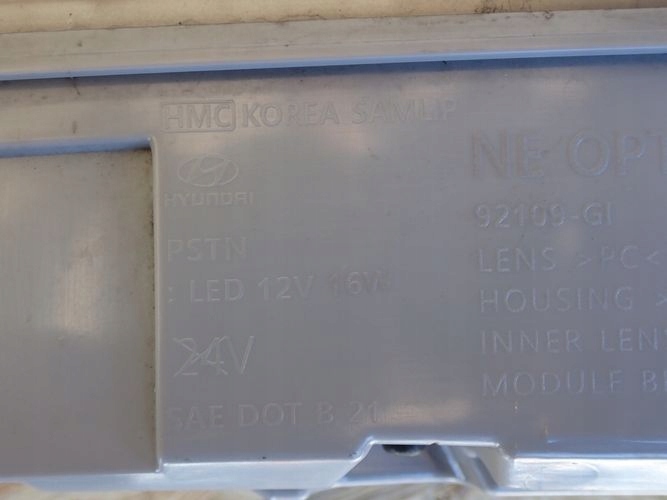 HMC KOREA SAMLIP
HYUNDAI
PSTN
: LED 12V 16W
24V
SAE DOT B 21
NE OPT
92109-GI
LENS >PC<
HOUSING >
INNER LEN
MODULE B